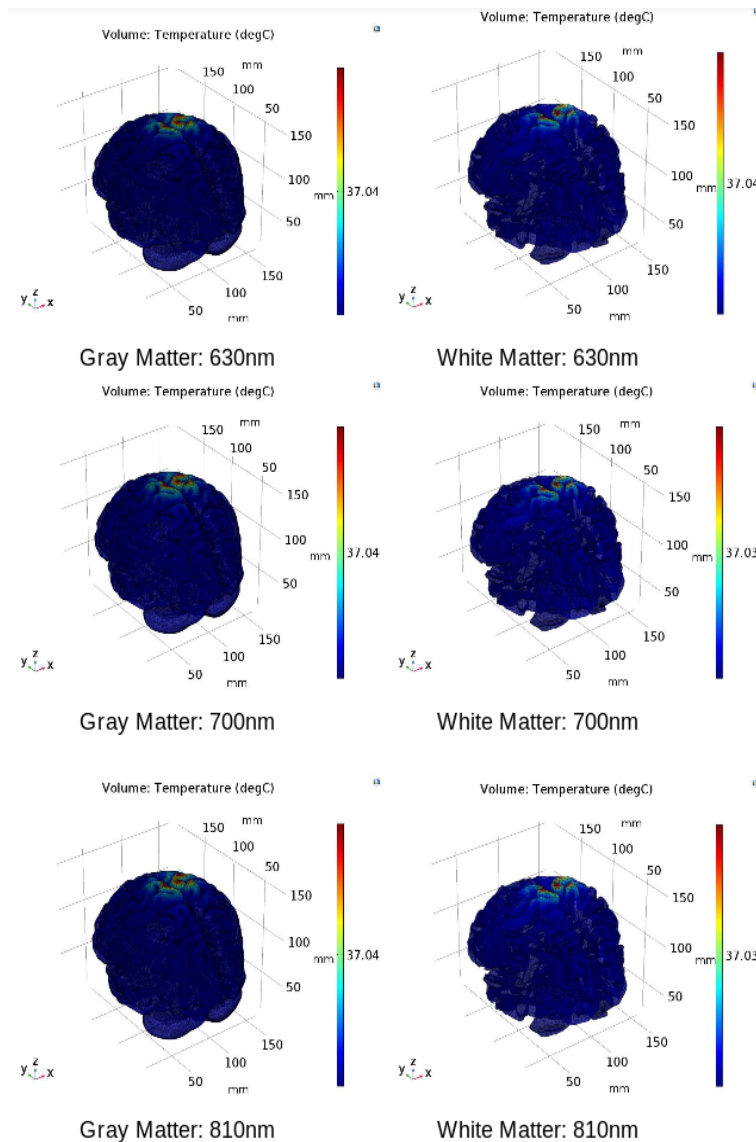 Volume: Temperature (degC)
150
mm
100
50
150
100
mm
50
37.04
y z x
150
100
50
mm
Gray Matter: 630nm
Volume: Temperature (degC)
150
mm
100
50
150
100
mm
50
37.04
y z x
150
100
50
mm
White Matter: 630nm
Volume: Temperature (degC)
150
mm
100
50
150
100
mm
50
37.04
y z x
150
100
50
mm
Gray Matter: 700nm
Volume: Temperature (degC)
150
mm
100
50
150
100
mm
50
37.03
y z x
150
100
50
mm
White Matter: 700nm
Volume: Temperature (degC)
150
mm
100
50
150
100
mm
50
37.04
y z x
150
100
50
mm
Gray Matter: 810nm
Volume: Temperature (degC)
150
mm
100
50
150
100
mm
50
37.03
y z x
150
100
50
mm
White Matter: 810nm